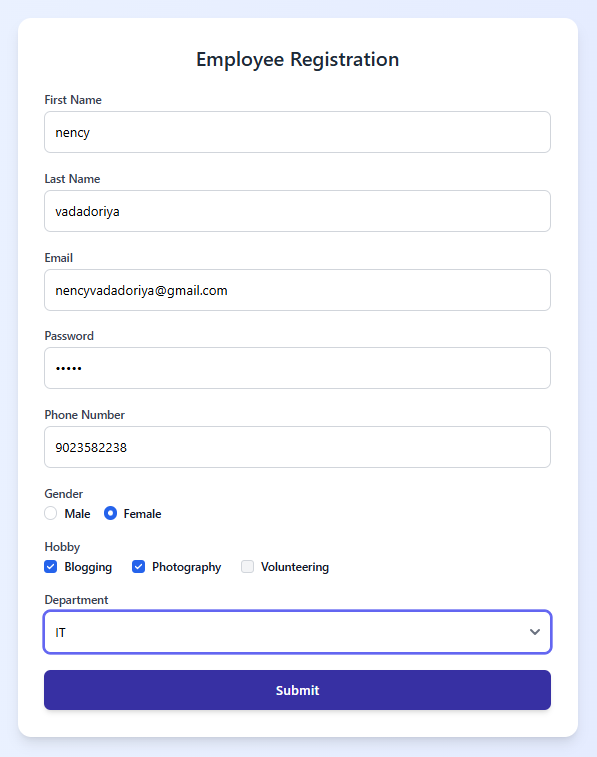 Employee Registration
First Name
nency
Last Name
vadadoriya
Email
nencyvadadoriya@gmail.com
Password
•••••
Phone Number
9023582238
Gender
Male Female
Hobby
Blogging Photography Volunteering
Department
IT
Submit